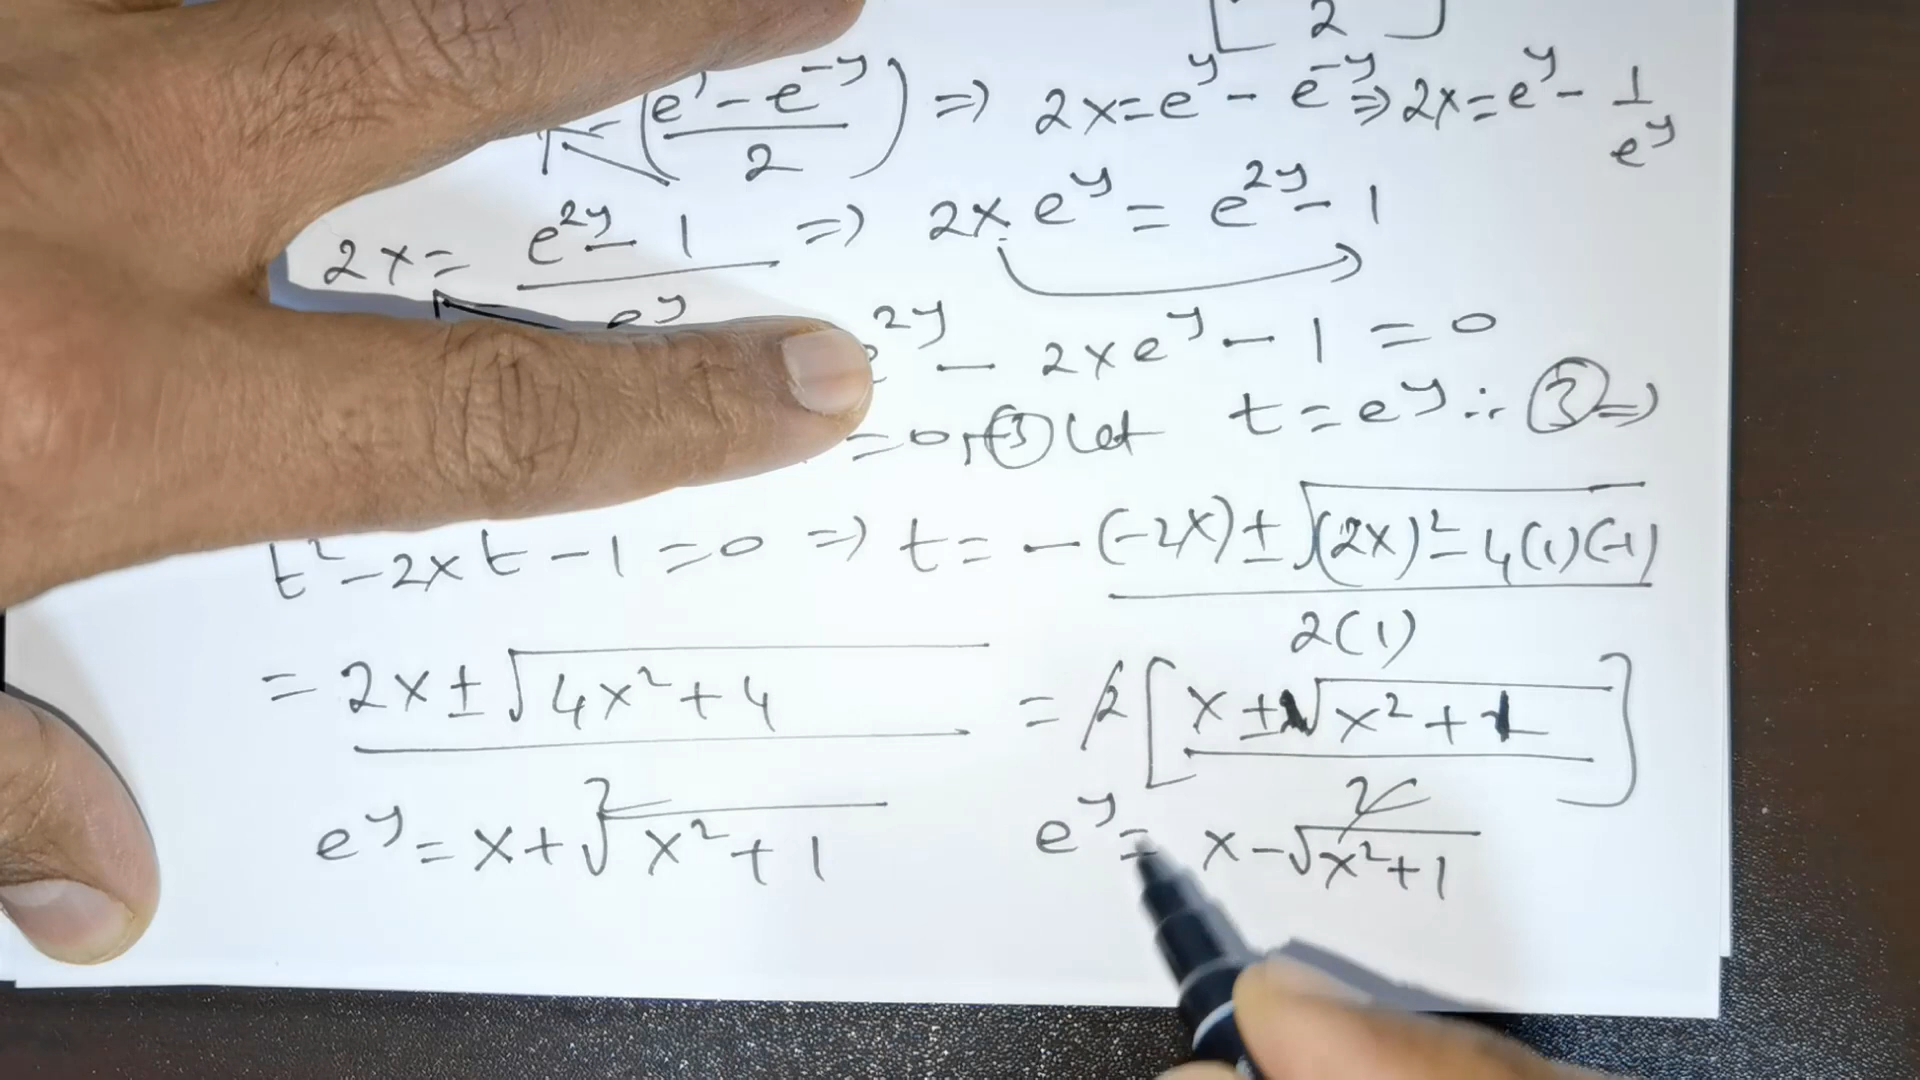 [ 2 ]
(e^y - e^-y / 2) => 2x = e^y - e^-y => 2x = e^y - 1/e^y
2x = (e^2y - 1) / e^y => 2x e^y = e^2y - 1
e^2y - 2x e^y - 1 = 0
= 0, (3) Let t = e^y ∴ (3) =>
t² - 2xt - 1 = 0 => t = (-(-2x) ± √((2x)² - 4(1)(-1))) / 2(1)
= (2x ± √(4x² + 4)) / 2 = 2 [(x ± √(x² + 1)) / 2]
e^y = x + √(x² + 1) e^y = x - √(x² + 1)